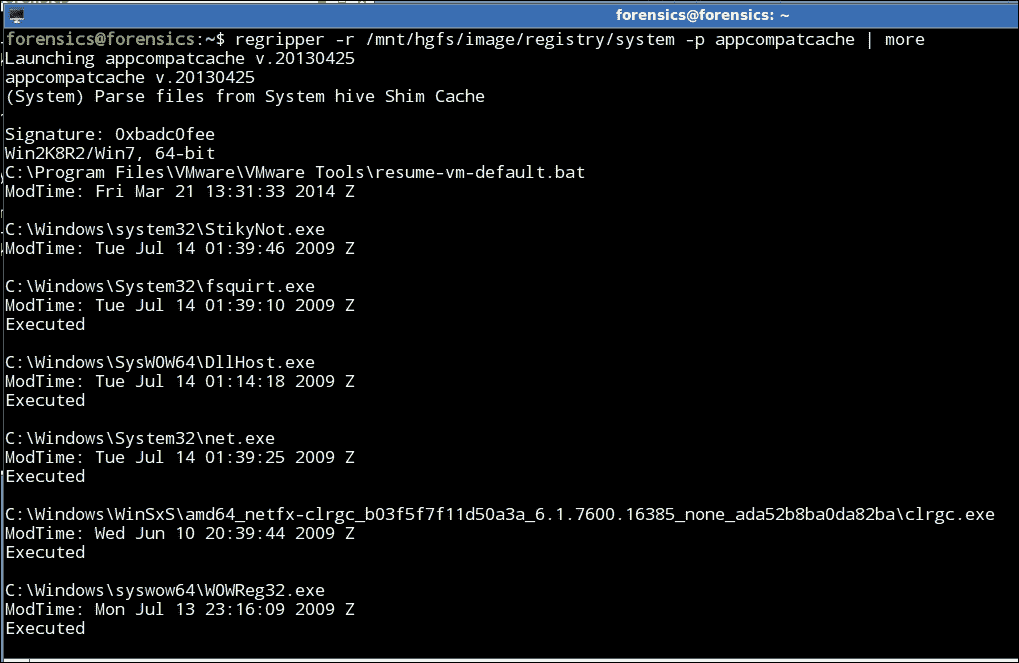 forensics@forensics: ~
forensics@forensics:~$ regripper -r /mnt/hgfs/image/registry/system -p appcompatcache | more
Launching appcompatcache v.20130425
appcompatcache v.20130425
(System) Parse files from System hive Shim Cache
Signature: 0xbadc0fee
Win2K8R2/Win7, 64-bit
C:\Program Files\VMware\VMware Tools\resume-vm-default.bat
ModTime: Fri Mar 21 13:31:33 2014 Z
C:\Windows\system32\StikyNot.exe
ModTime: Tue Jul 14 01:39:46 2009 Z
C:\Windows\System32\fsquirt.exe
ModTime: Tue Jul 14 01:39:10 2009 Z
Executed
C:\Windows\SysWOW64\DllHost.exe
ModTime: Tue Jul 14 01:14:18 2009 Z
Executed
C:\Windows\System32\net.exe
ModTime: Tue Jul 14 01:39:25 2009 Z
Executed
C:\Windows\WinSxS\amd64_netfx-clrgc_b03f5f7f11d50a3a_6.1.7600.16385_none_ada52b8ba0da82ba\clrgc.exe
ModTime: Wed Jun 10 20:39:44 2009 Z
Executed
C:\Windows\syswow64\WOWReg32.exe
ModTime: Mon Jul 13 23:16:09 2009 Z
Executed